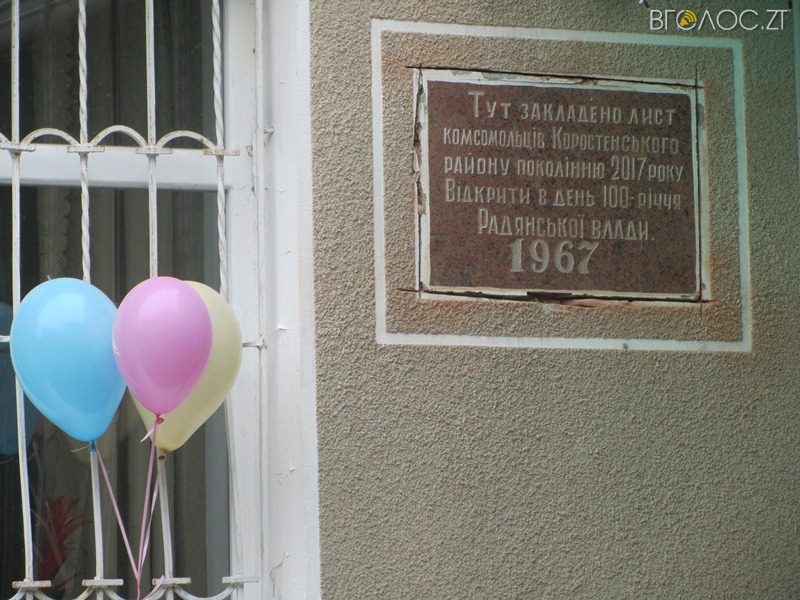 ВГОЛОС.ZT
Тут закладено лист
комсомольців Коростенського
району поколінню 2017 року.
Відкрити в день 100-річчя
Радянської влади.
1967